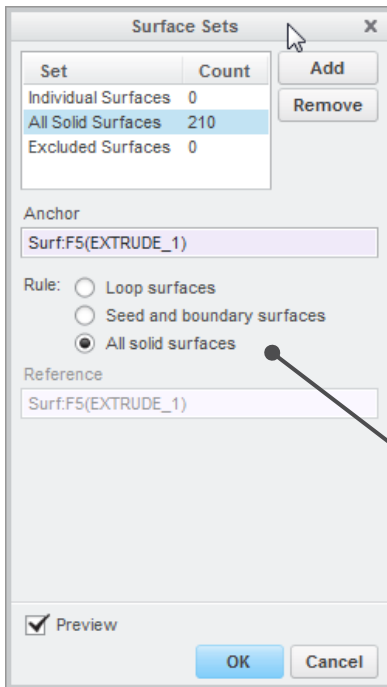 Surface Sets X
Set Count Add
Individual Surfaces 0 Remove
All Solid Surfaces 210
Excluded Surfaces 0
Anchor
Surf:F5(EXTRUDE_1)
Rule: Loop surfaces
Seed and boundary surfaces
All solid surfaces
Reference
Surf:F5(EXTRUDE_1)
Preview
OK Cancel